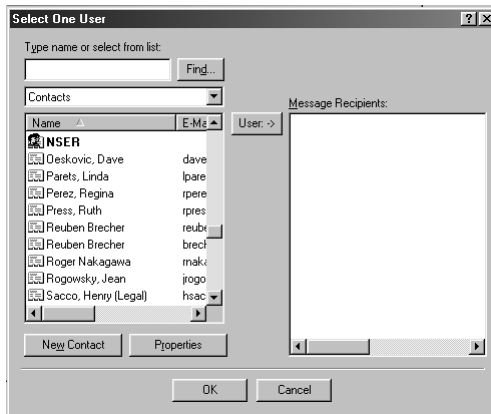 Select One User
Type name or select from list:
Find...
Contacts
Message Recipients:
Name E-Ma
User: ->
NSER
Oeskovic, Dave dave
Parets, Linda lpare
Perez, Regina rpere
Press, Ruth rpres
Reuben Brecher reube
Reuben Brecher brech
Roger Nakagawa rnaka
Rogowsky, Jean jrogo
Sacco, Henry (Legal) hsac
New Contact
Properties
OK
Cancel